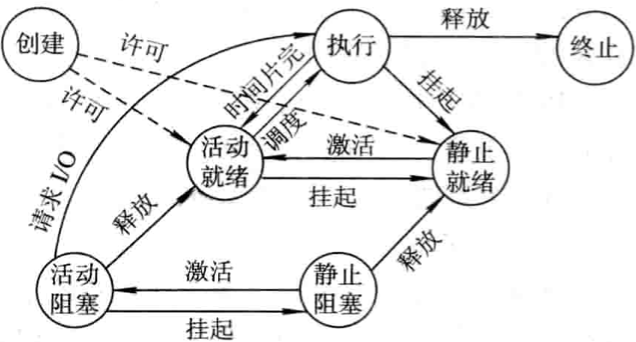 创建
许可
许可
执行
释放
终止
时间片完
调度
挂起
请求 I/O
活动
就绪
激活
挂起
静止
就绪
释放
释放
活动
阻塞
激活
挂起
静止
阻塞